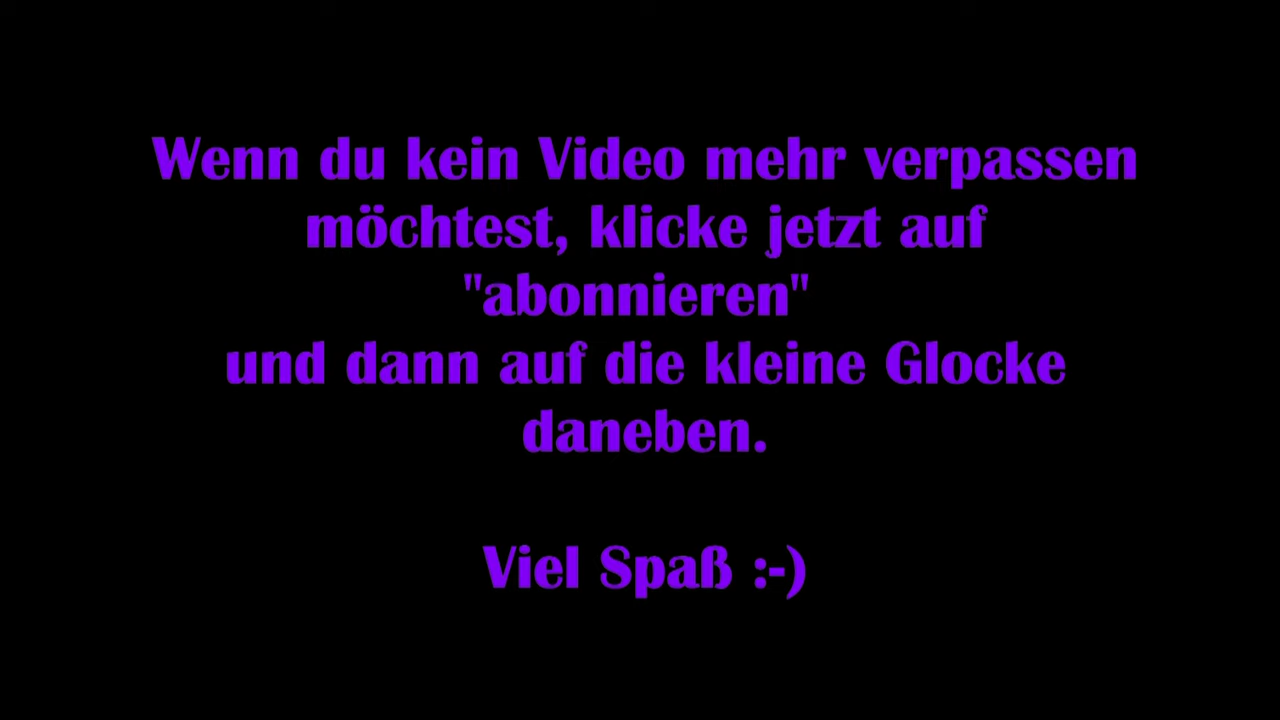 Wenn du kein Video mehr verpassen
möchtest, klicke jetzt auf
"abonnieren"
und dann auf die kleine Glocke
daneben.
Viel Spaß :-)